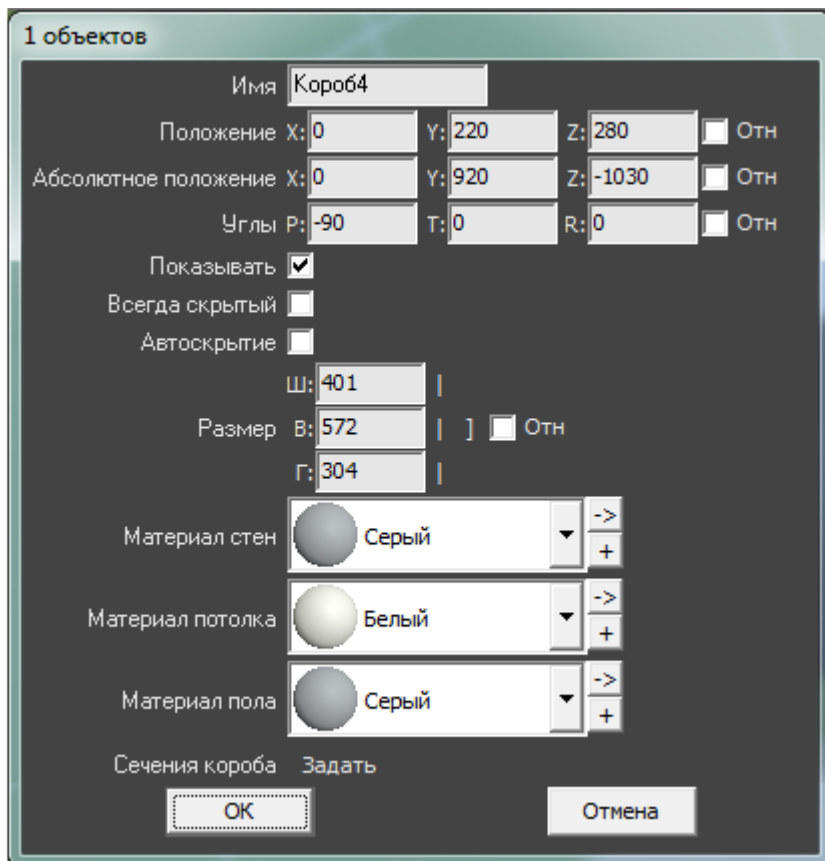 1 объектов
Имя Короб4
Положение X: 0 Y: 220 Z: 280 Отн
Абсолютное положение X: 0 Y: 920 Z: -1030 Отн
Углы P: -90 T: 0 R: 0 Отн
Показывать
Всегда скрытый
Автоскрытие
Ш: 401 |
Размер В: 572 | ] Отн
Г: 304 |
Материал стен Серый -> +
Материал потолка Белый -> +
Материал пола Серый -> +
Сечения короба Задать
OK Отмена